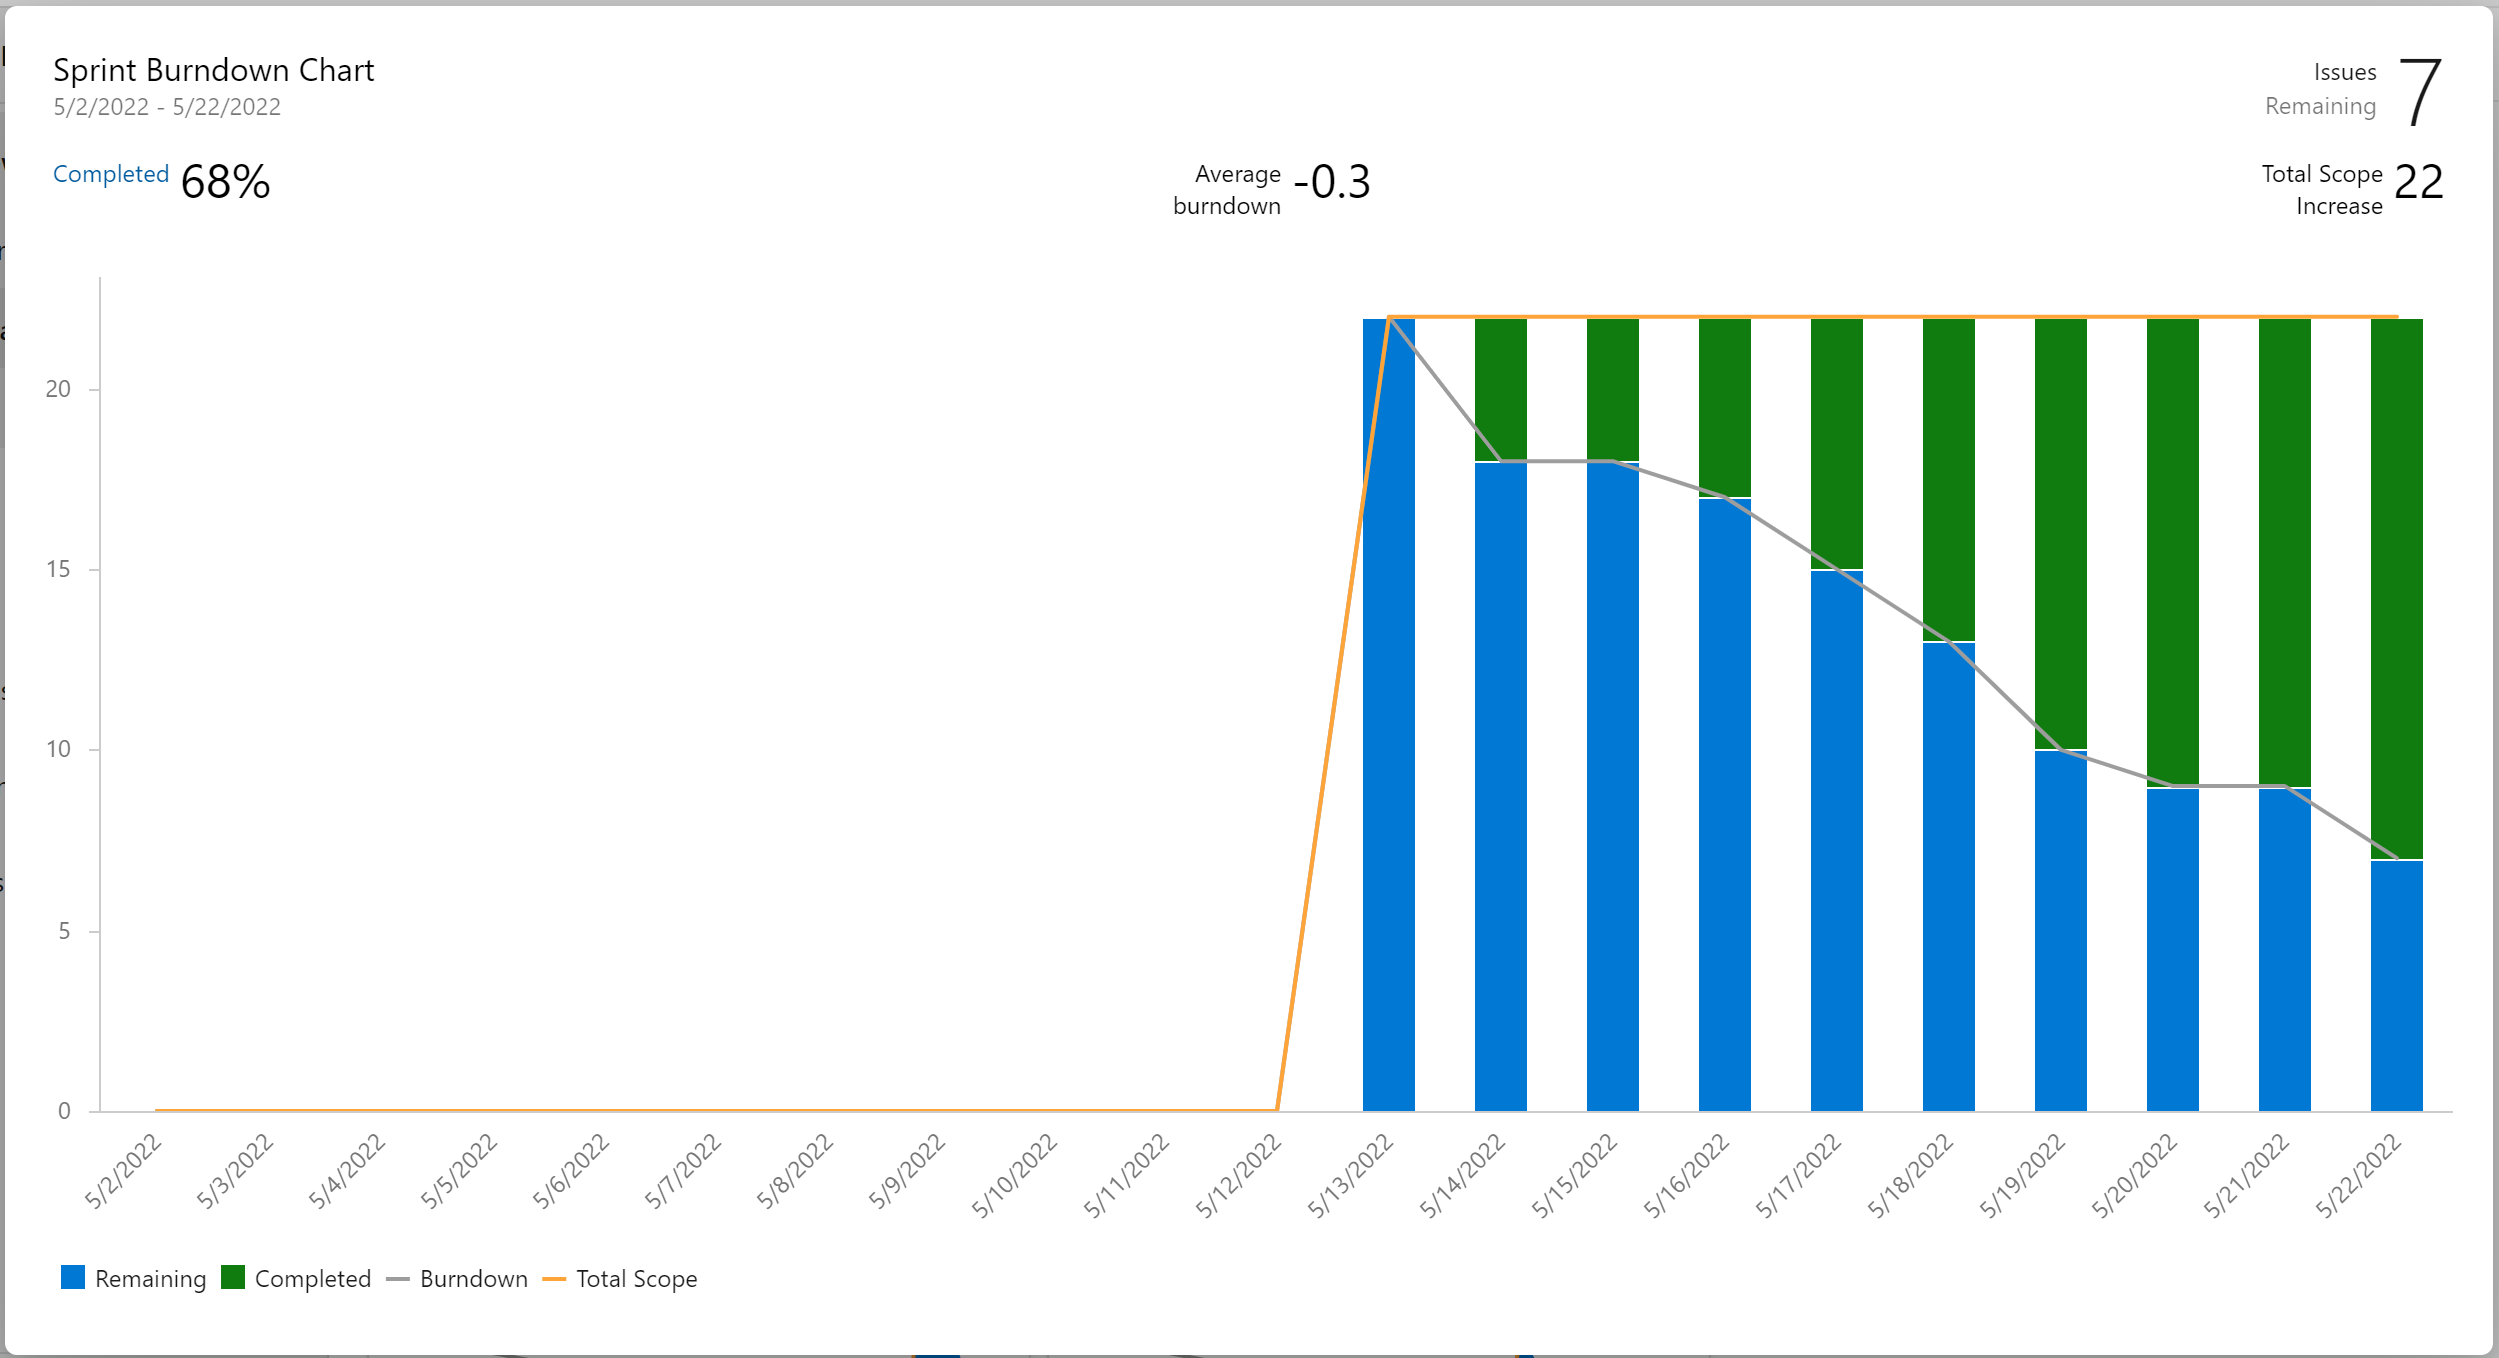 Sprint Burndown Chart
5/2/2022 - 5/22/2022
Issues
Remaining
7
Completed 68%
Average
burndown
-0.3
Total Scope
Increase
22
20
15
10
5
0
5/2/2022
5/3/2022
5/4/2022
5/5/2022
5/6/2022
5/7/2022
5/8/2022
5/9/2022
5/10/2022
5/11/2022
5/12/2022
5/13/2022
5/14/2022
5/15/2022
5/16/2022
5/17/2022
5/18/2022
5/19/2022
5/20/2022
5/21/2022
5/22/2022
Remaining Completed Burndown Total Scope